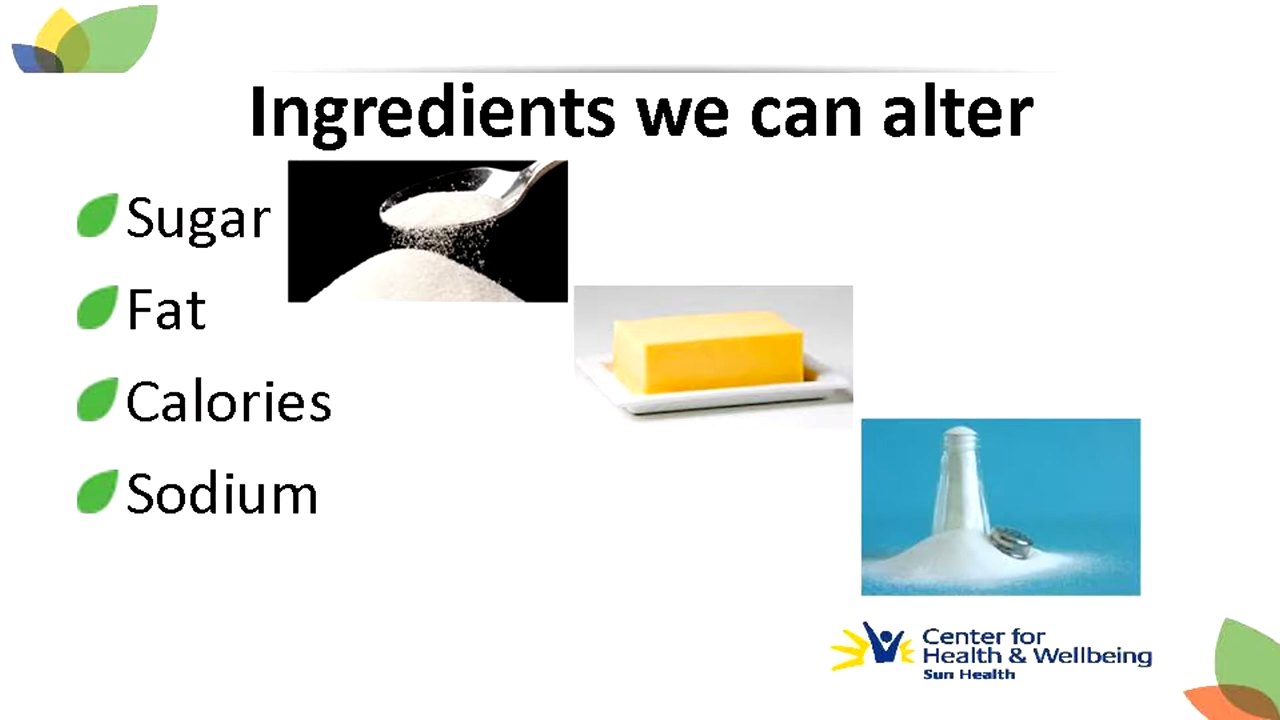 Ingredients we can alter
Sugar
Fat
Calories
Sodium
Center for
Health & Wellbeing
Sun Health